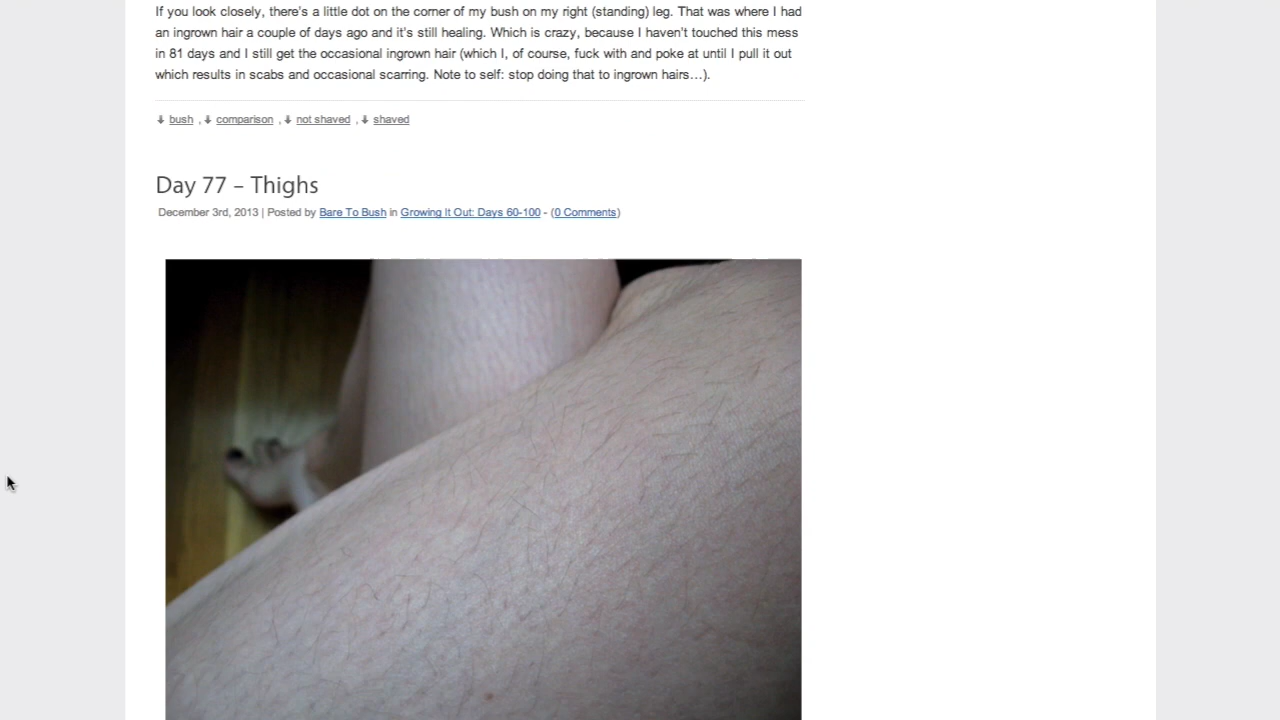 If you look closely, there's a little dot on the corner of my bush on my right (standing) leg. That was where I had
an ingrown hair a couple of days ago and it's still healing. Which is crazy, because I haven't touched this mess
in 81 days and I still get the occasional ingrown hair (which I, of course, fuck with and poke at until I pull it out
which results in scabs and occasional scarring. Note to self: stop doing that to ingrown hairs…).
bush , comparison , not shaved , shaved
Day 77 – Thighs
December 3rd, 2013 | Posted by Bare To Bush in Growing It Out: Days 60-100 - (0 Comments)